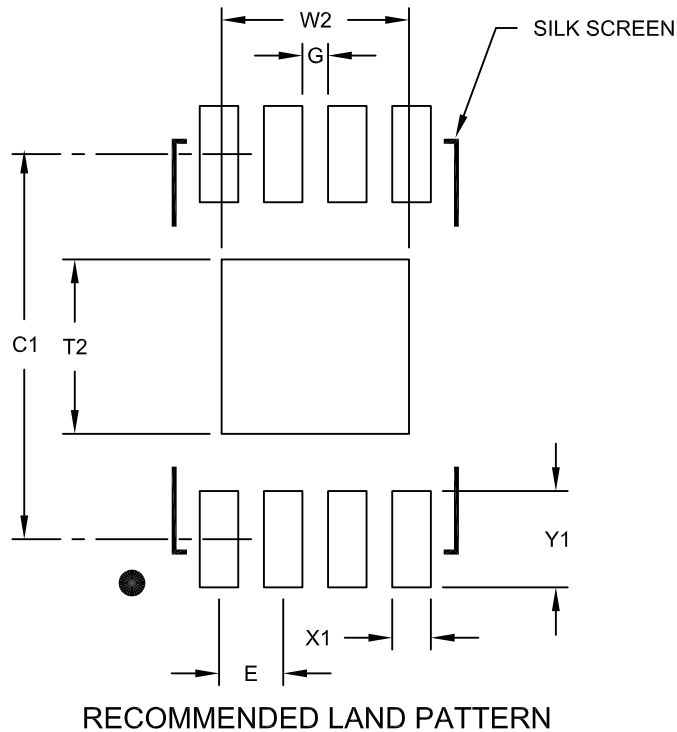 W2
SILK SCREEN
G
C1
T2
Y1
X1
E
RECOMMENDED LAND PATTERN